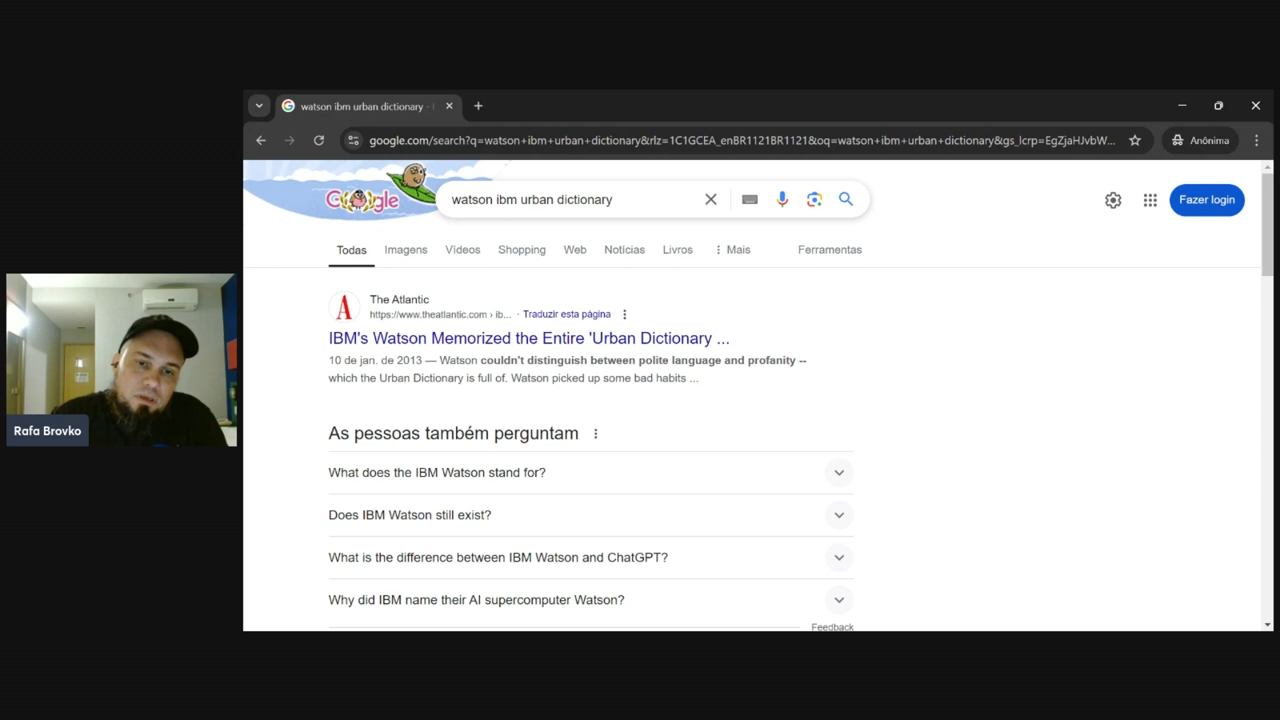 watson ibm urban dictionary -
google.com/search?q=watson+ibm+urban+dictionary&rlz=1C1GCEA_enBR1121BR1121&oq=watson+ibm+urban+dictionary&gs_lcrp=EgZjaHJvbW...
Anônima
Google
watson ibm urban dictionary
Fazer login
Todas
Imagens
Vídeos
Shopping
Web
Notícias
Livros
Mais
Ferramentas
The Atlantic
https://www.theatlantic.com › ib... · Traduzir esta página
IBM's Watson Memorized the Entire 'Urban Dictionary ...
10 de jan. de 2013 — Watson couldn't distinguish between polite language and profanity --
which the Urban Dictionary is full of. Watson picked up some bad habits ...
Rafa Brovko
As pessoas também perguntam
What does the IBM Watson stand for?
Does IBM Watson still exist?
What is the difference between IBM Watson and ChatGPT?
Why did IBM name their AI supercomputer Watson?
Feedback